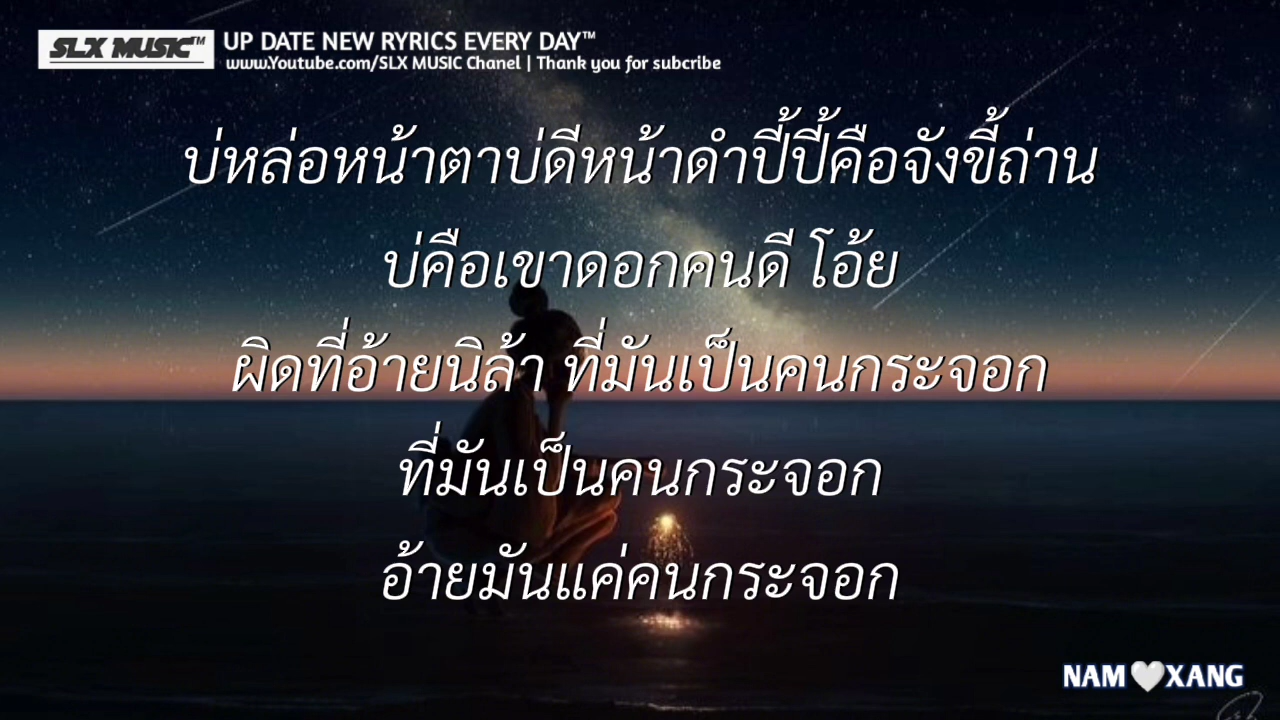 SLX MUSIC™
UP DATE NEW RYRICS EVERY DAY™
www.Youtube.com/SLX MUSIC Chanel | Thank you for subcribe
บ่หล่อหน้าตาบ่ดีหน้าดำปี้ปี้คือจังขี้ถ่าน
บ่คือเขาดอกคนดี โอ้ย
ผิดที่อ้ายนิล้า ที่มันเป็นคนกระจอก
ที่มันเป็นคนกระจอก
อ้ายมันแค่คนกระจอก
NAM🤍XANG